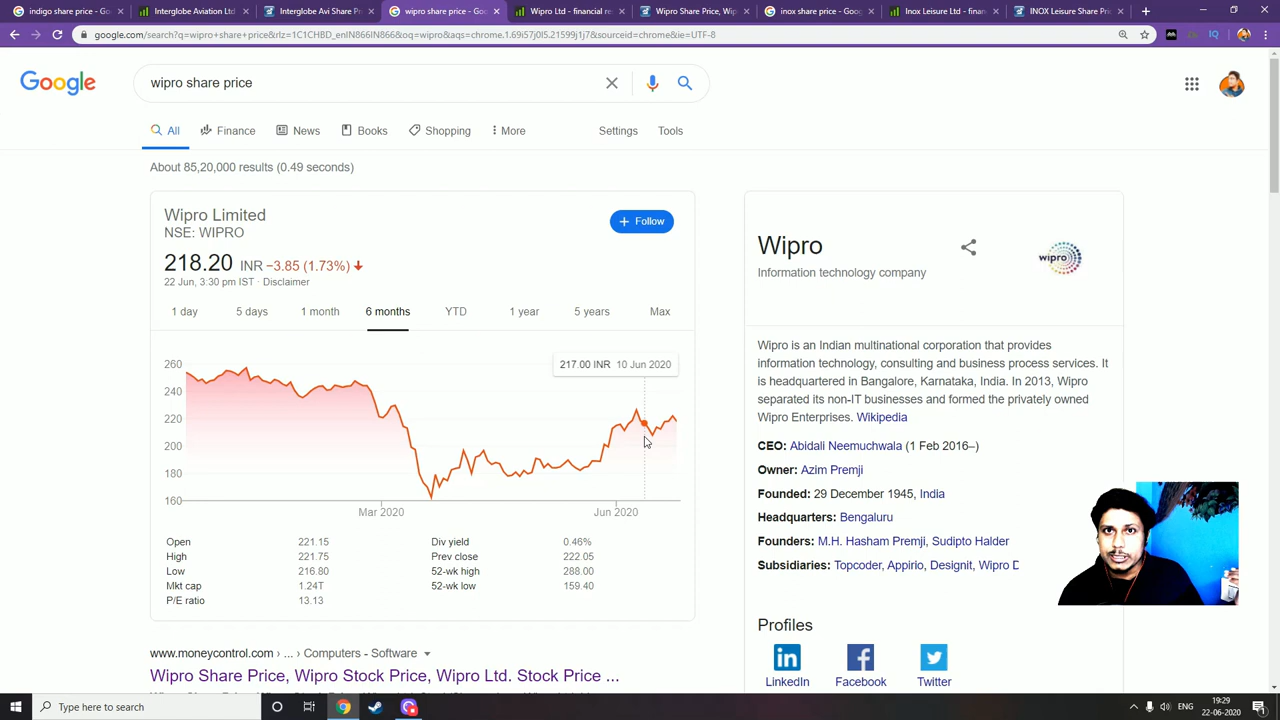 indigo share price - Goo
Interglobe Aviation Ltd
Interglobe Avi Share Pr
wipro share price - Goo
Wipro Ltd - financial re
Wipro Share Price, Wip
inox share price - Goog
Inox Leisure Ltd - financ
INOX Leisure Share Pric
google.com/search?q=wipro+share+price&rlz=1C1CHBD_enIN866IN866&oq=wipro&aqs=chrome.1.69i57j0l5.21599j1j7&sourceid=chrome&ie=UTF-8
IQ
Google
wipro share price
All
Finance
News
Books
Shopping
More
Settings
Tools
About 85,20,000 results (0.49 seconds)
Wipro Limited
NSE: WIPRO
Follow
218.20 INR −3.85 (1.73%)
22 Jun, 3:30 pm IST · Disclaimer
1 day
5 days
1 month
6 months
YTD
1 year
5 years
Max
217.00 INR 10 Jun 2020
260
240
220
200
180
160
Mar 2020
Jun 2020
Open 221.15
High 221.75
Low 216.80
Mkt cap 1.24T
P/E ratio 13.13
Div yield 0.46%
Prev close 222.05
52-wk high 288.00
52-wk low 159.40
www.moneycontrol.com › ... › Computers - Software
Wipro Share Price, Wipro Stock Price, Wipro Ltd. Stock Price ...
Wipro
Information technology company
wipro
Wipro is an Indian multinational corporation that provides
information technology, consulting and business process services. It
is headquartered in Bangalore, Karnataka, India. In 2013, Wipro
separated its non-IT businesses and formed the privately owned
Wipro Enterprises. Wikipedia
CEO: Abidali Neemuchwala (1 Feb 2016–)
Owner: Azim Premji
Founded: 29 December 1945, India
Headquarters: Bengaluru
Founders: M.H. Hasham Premji, Sudipto Halder
Subsidiaries: Topcoder, Appirio, Designit, Wipro D
Profiles
LinkedIn
Facebook
Twitter
Type here to search
ENG
19:29
22-06-2020